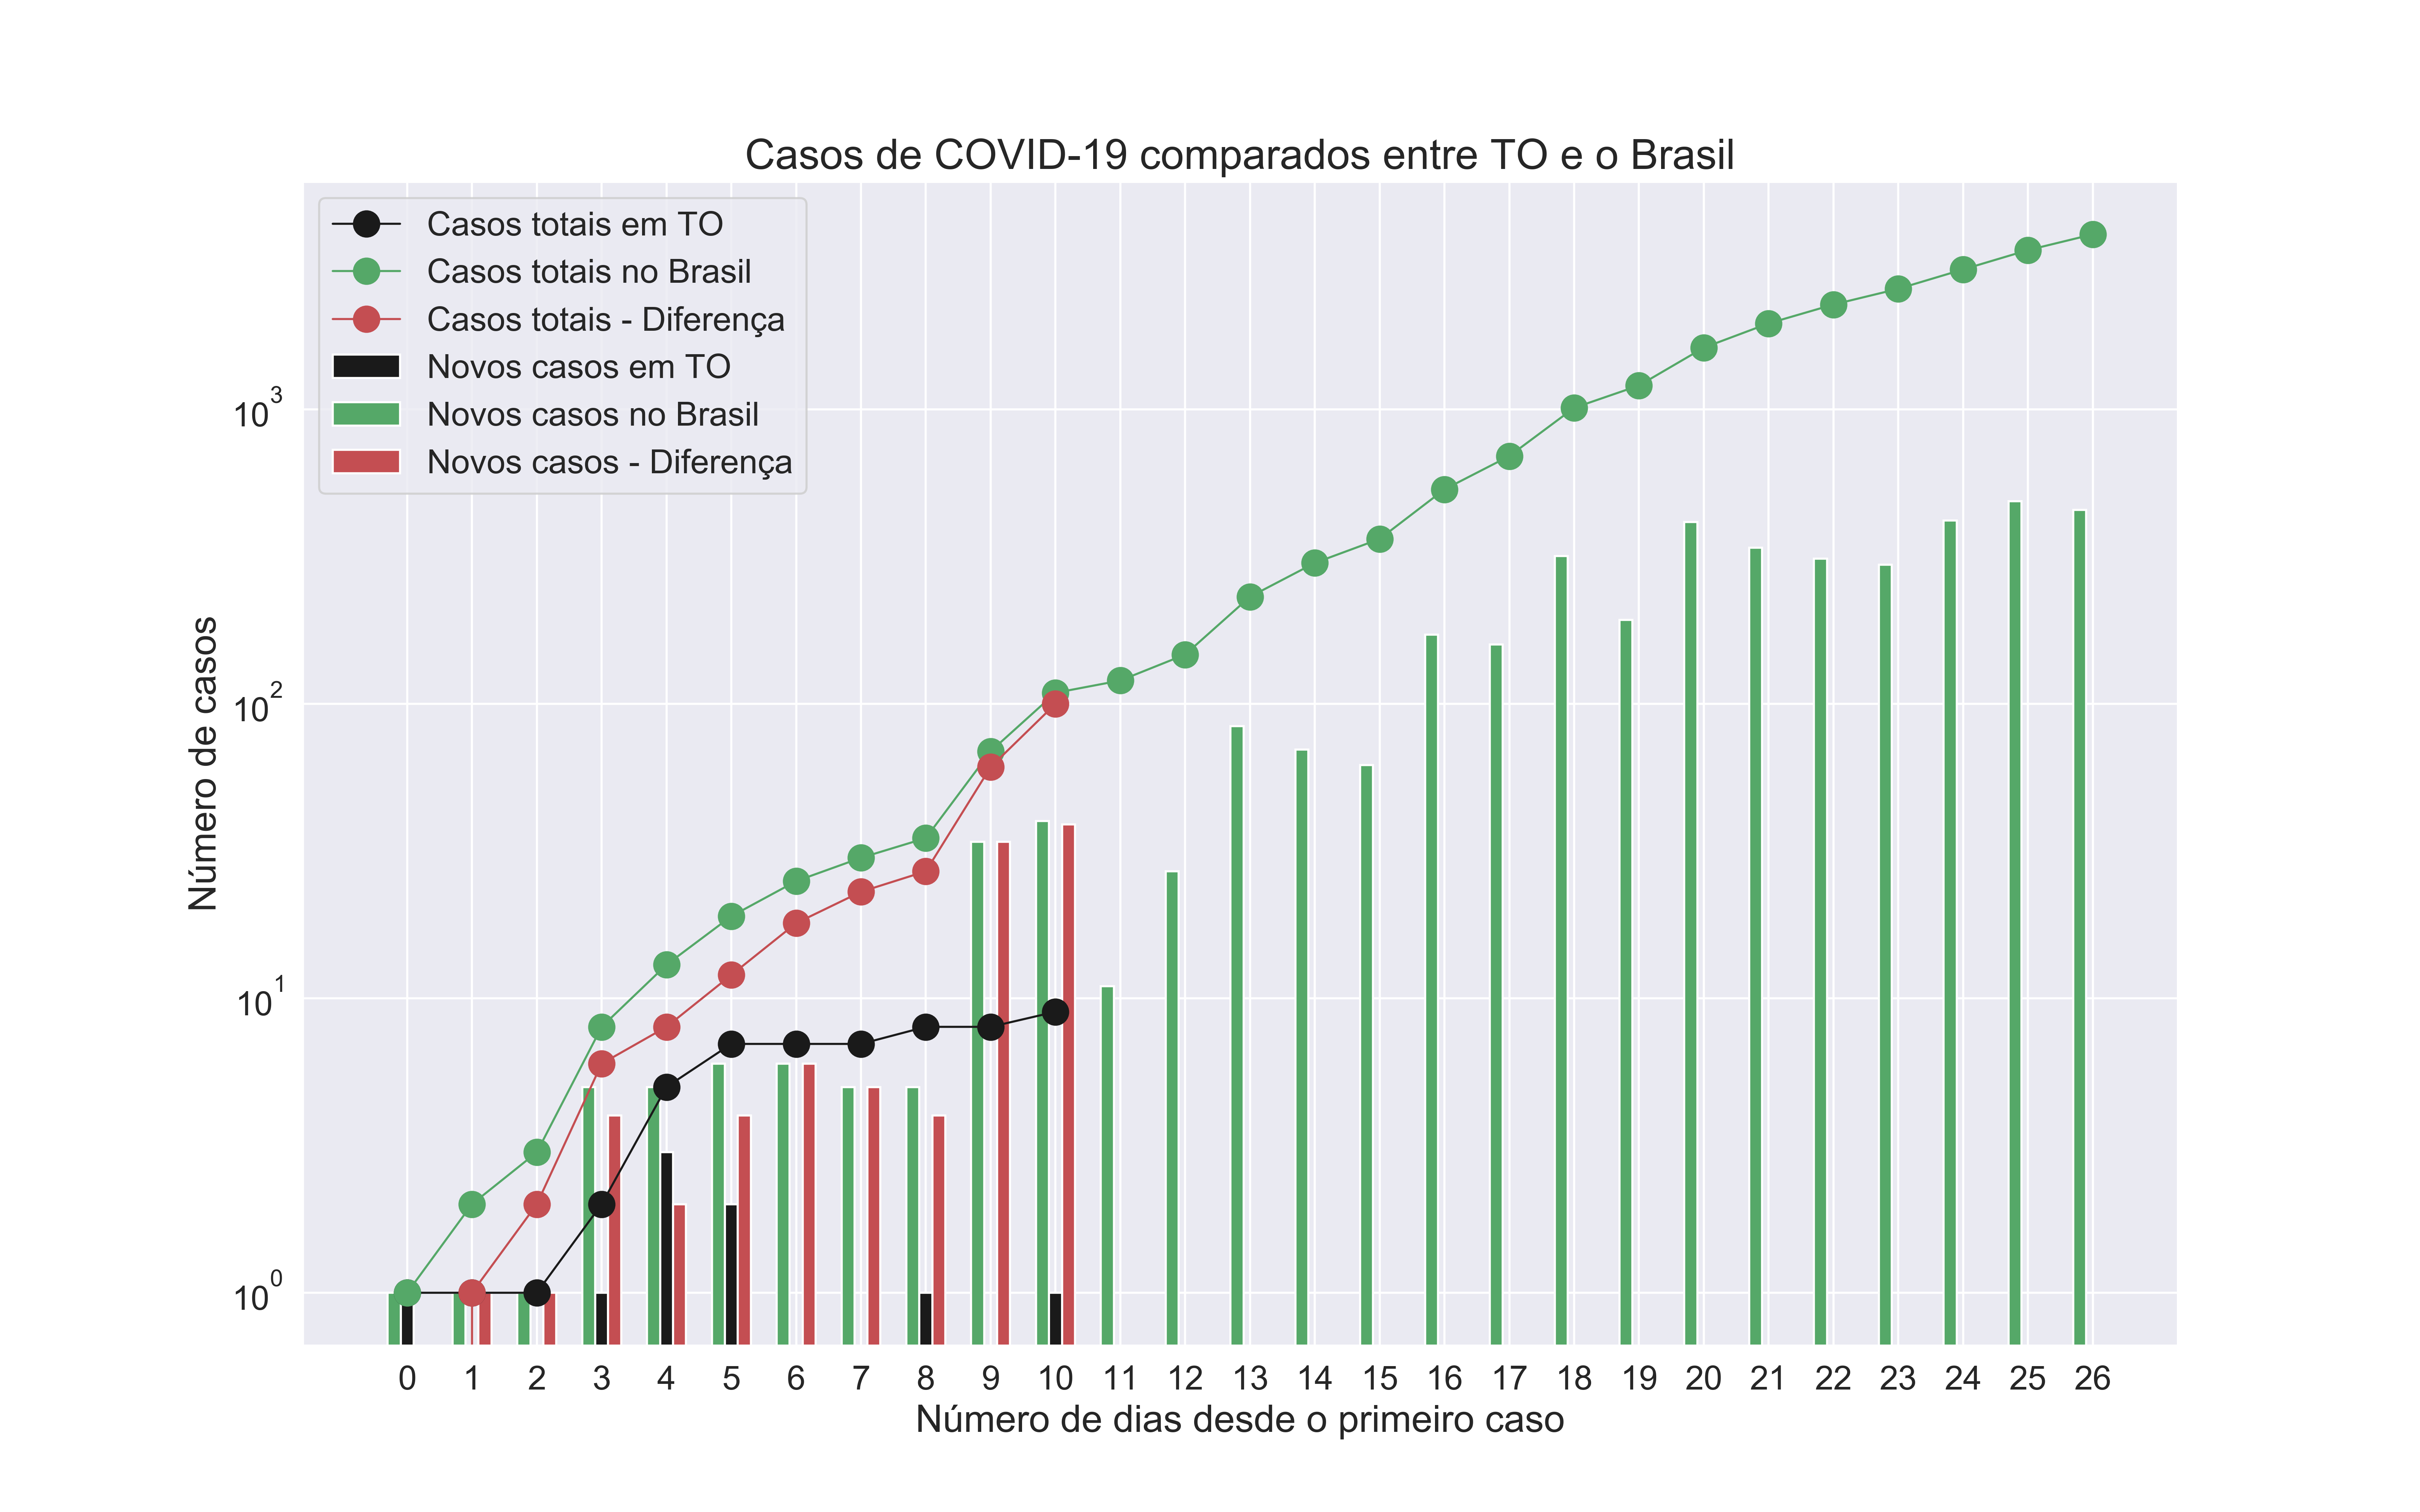 Casos de COVID-19 comparados entre TO e o Brasil
Casos totais em TO
Casos totais no Brasil
Casos totais - Diferença
Novos casos em TO
Novos casos no Brasil
Novos casos - Diferença
Número de casos
10^3
10^2
10^1
10^0
0 1 2 3 4 5 6 7 8 9 10 11 12 13 14 15 16 17 18 19 20 21 22 23 24 25 26
Número de dias desde o primeiro caso